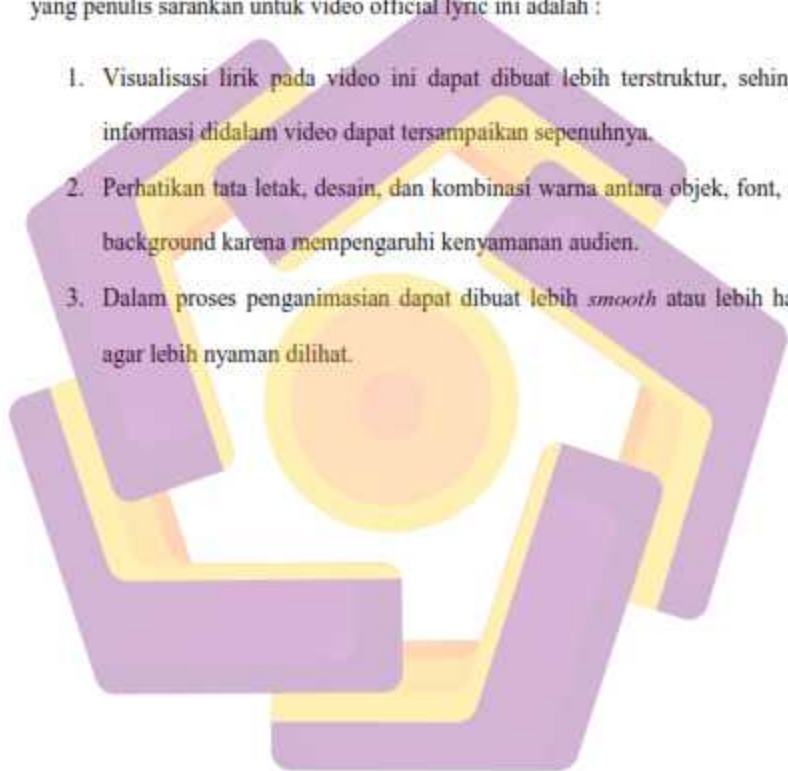 yang penulis sarankan untuk video official lyric ini adalah :
1. Visualisasi lirik pada video ini dapat dibuat lebih terstruktur, sehin
informasi didalam video dapat tersampaikan sepenuhnya.
2. Perhatikan tata letak, desain, dan kombinasi warna antara objek, font,
background karena mempengaruhi kenyamanan audien.
3. Dalam proses penganimasian dapat dibuat lebih smooth atau lebih ha
agar lebih nyaman dilihat.